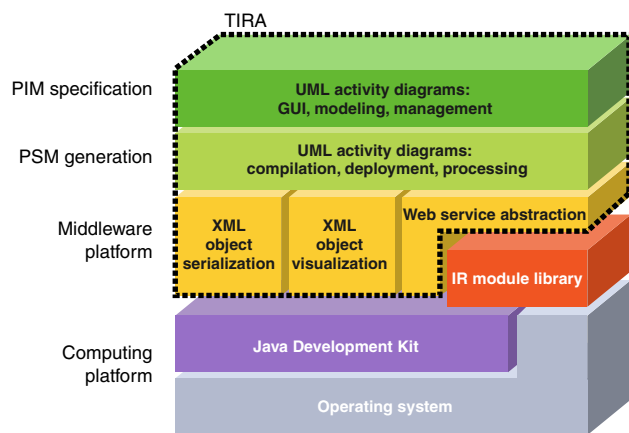 TIRA
PIM specification
UML activity diagrams:
GUI, modeling, management
PSM generation
UML activity diagrams:
compilation, deployment, processing
Middleware
platform
XML
object
serialization
XML
object
visualization
Web service abstraction
IR module library
Computing
platform
Java Development Kit
Operating system